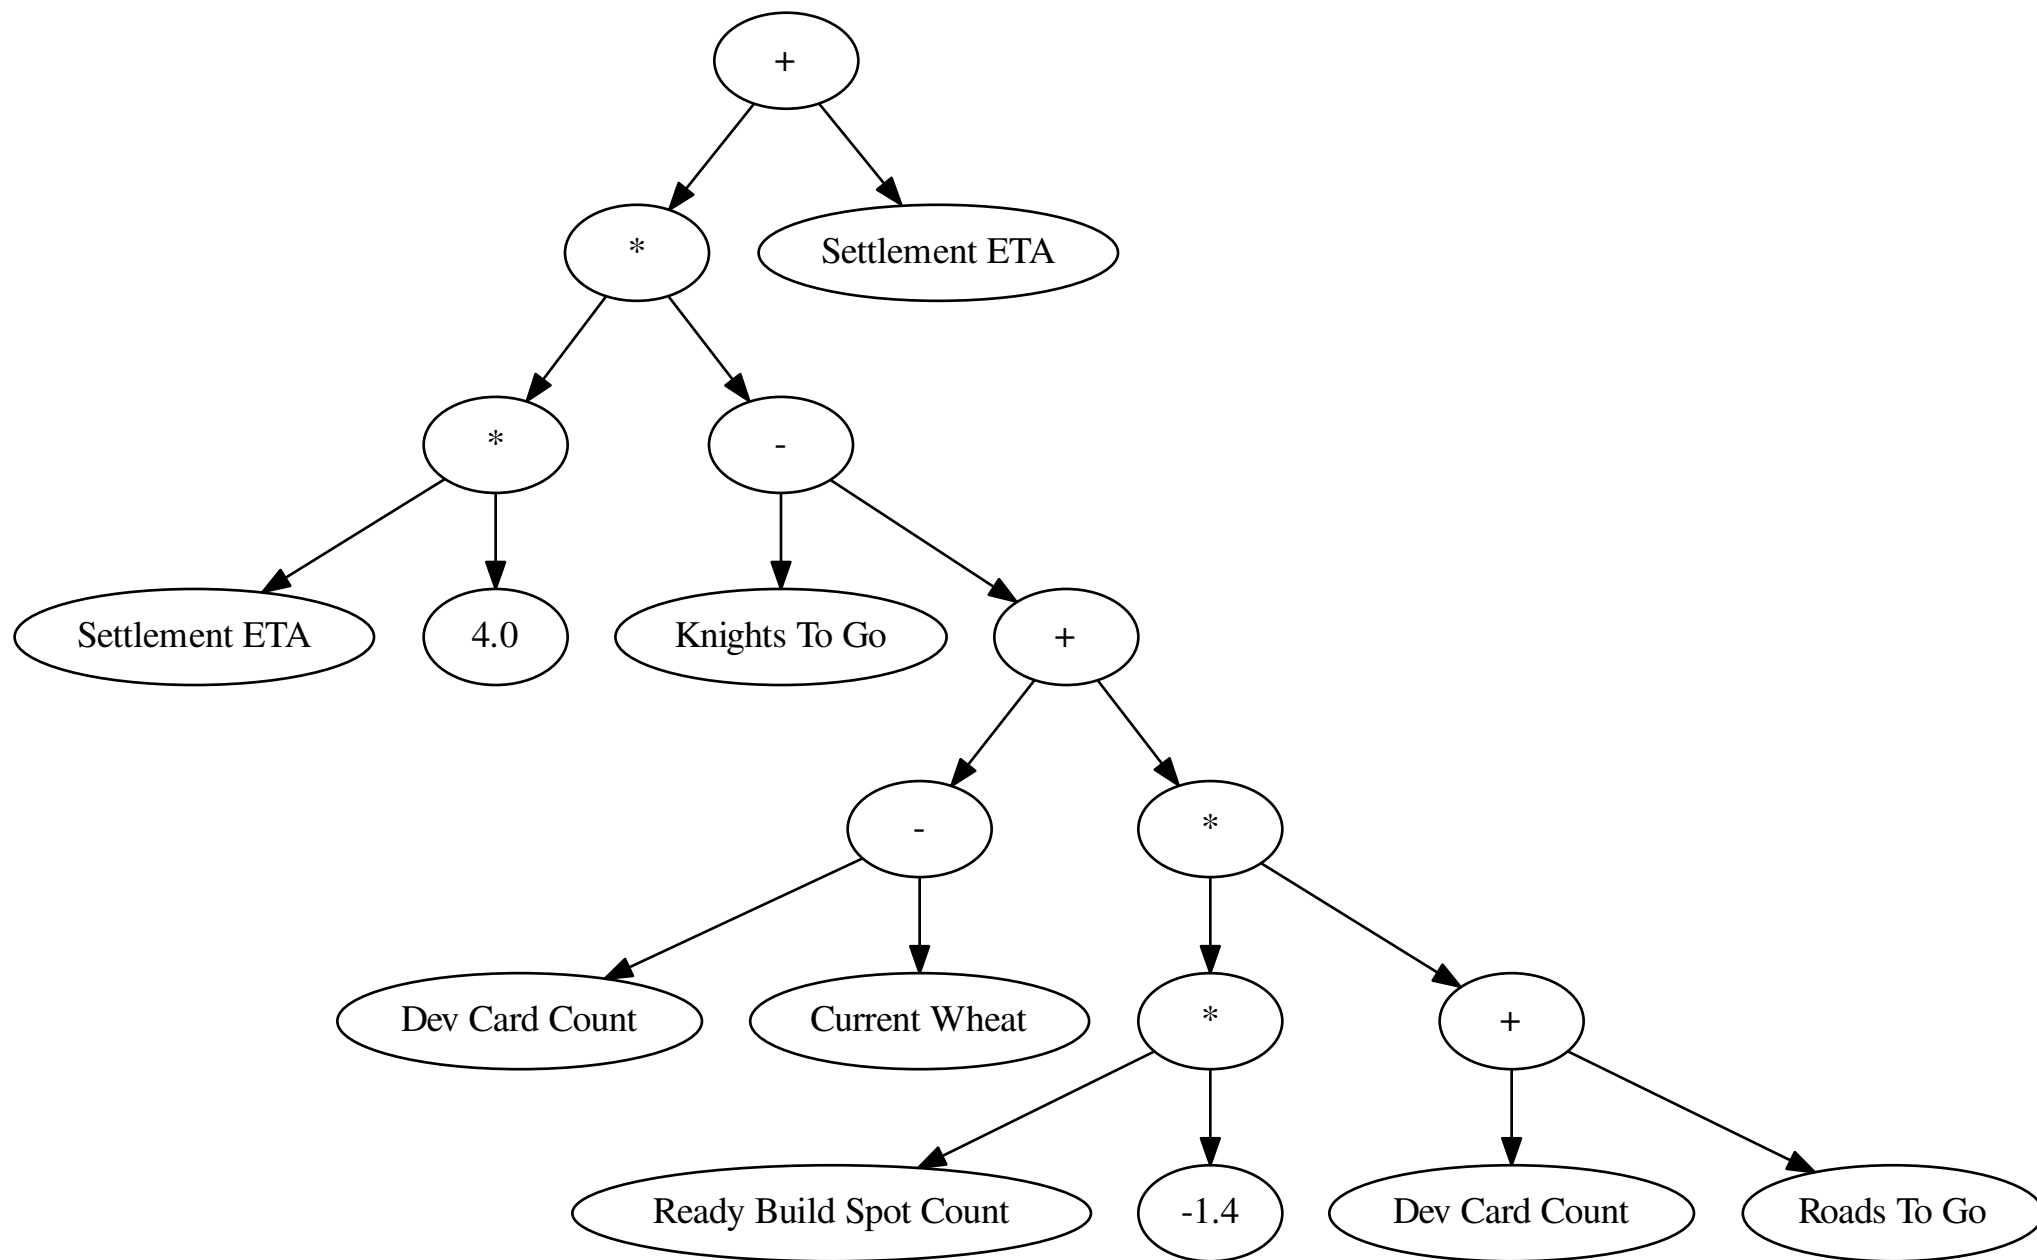 +
*
Settlement ETA
*
-
Settlement ETA
4.0
Knights To Go
+
-
*
Dev Card Count
Current Wheat
*
+
Ready Build Spot Count
-1.4
Dev Card Count
Roads To Go